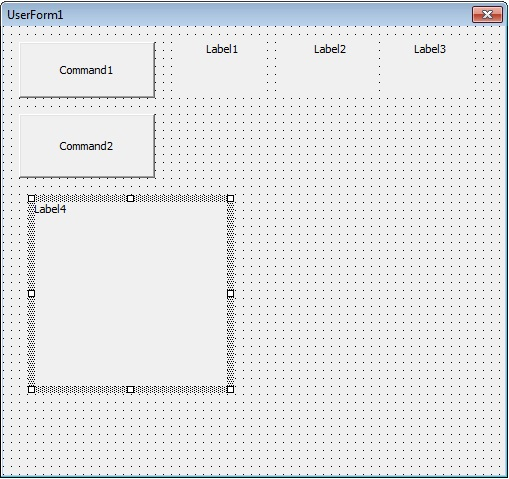 UserForm1
Command1
Label1
Label2
Label3
Command2
Label4